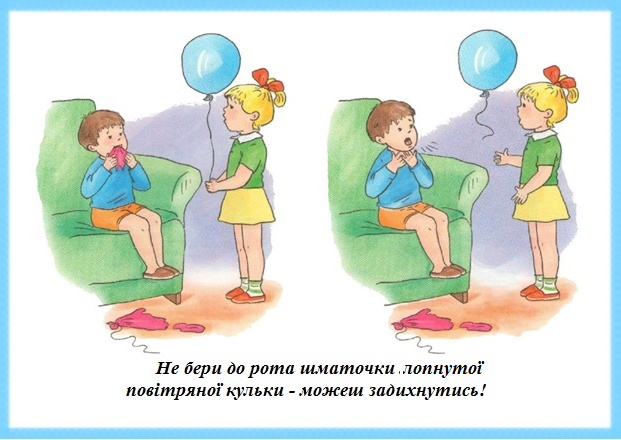 Не бери до рота шматочки лопнутої
повітряної кульки - можеш задихнутись!